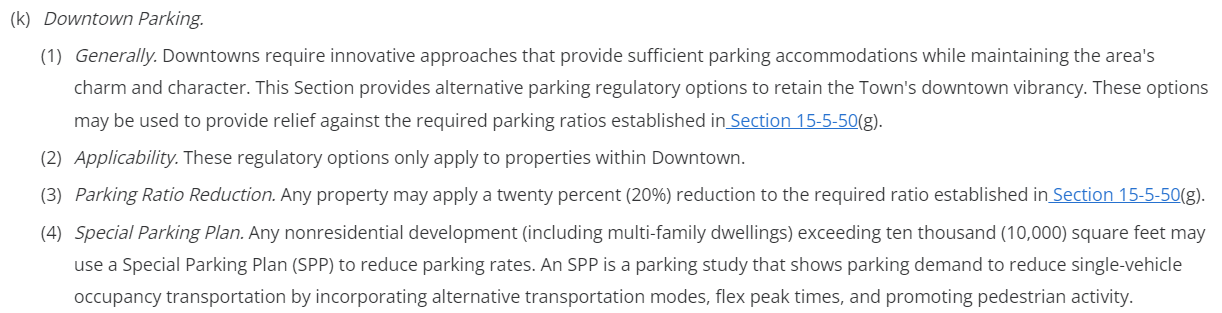 (k) Downtown Parking.
(1) Generally. Downtowns require innovative approaches that provide sufficient parking accommodations while maintaining the area's
charm and character. This Section provides alternative parking regulatory options to retain the Town's downtown vibrancy. These options
may be used to provide relief against the required parking ratios established in Section 15-5-50(g).
(2) Applicability. These regulatory options only apply to properties within Downtown.
(3) Parking Ratio Reduction. Any property may apply a twenty percent (20%) reduction to the required ratio established in Section 15-5-50(g).
(4) Special Parking Plan. Any nonresidential development (including multi-family dwellings) exceeding ten thousand (10,000) square feet may
use a Special Parking Plan (SPP) to reduce parking rates. An SPP is a parking study that shows parking demand to reduce single-vehicle
occupancy transportation by incorporating alternative transportation modes, flex peak times, and promoting pedestrian activity.